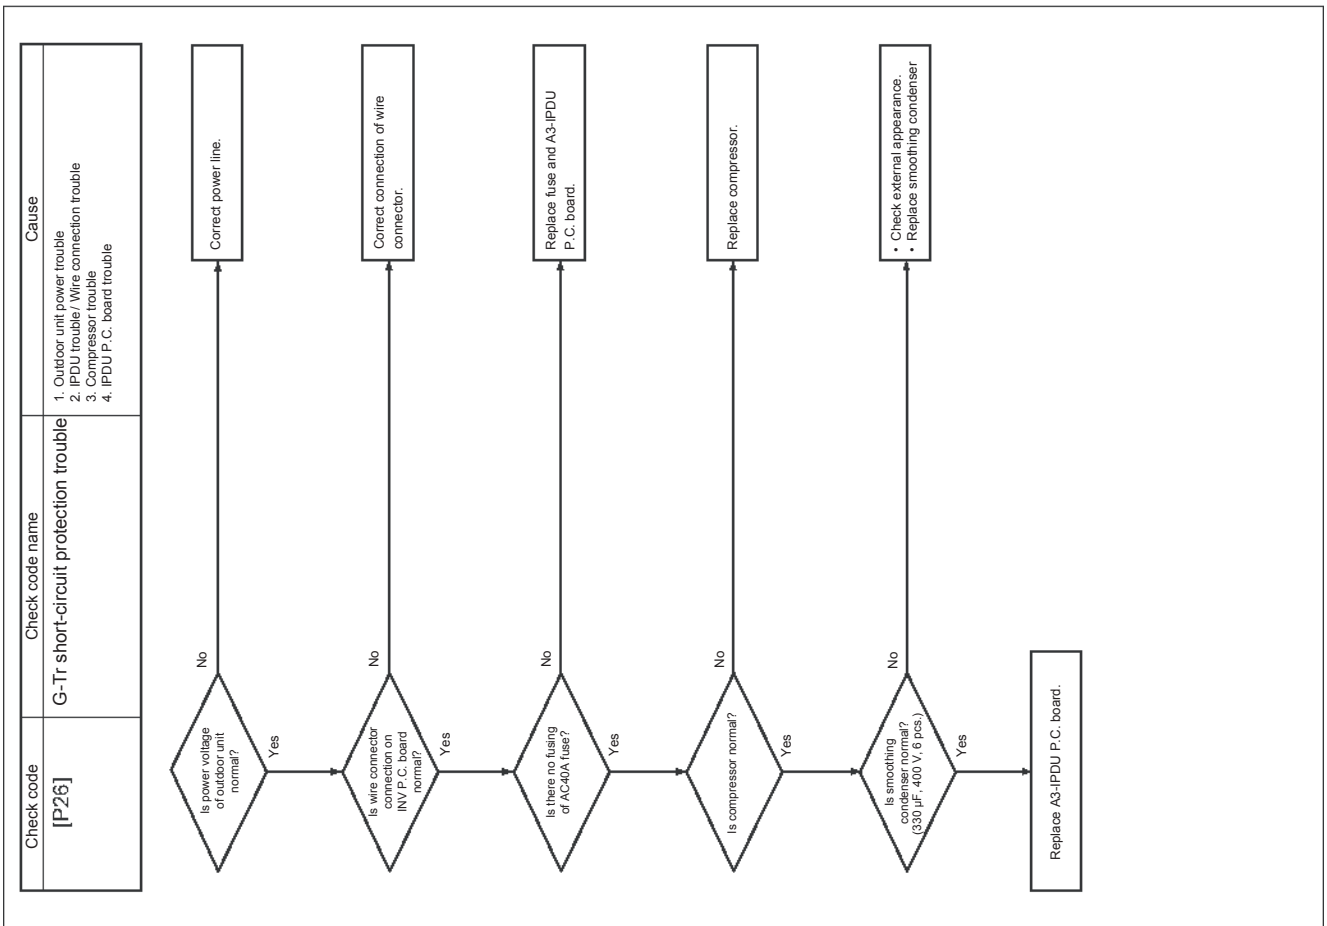 Check code
Check code name
Cause
[P26]
G-Tr short-circuit protection trouble
1. Outdoor unit power trouble
2. IPDU trouble/ Wire connection trouble
3. Compressor trouble
4. IPDU P.C. board trouble
Is power voltage
of outdoor unit
normal?
No
Correct power line.
Yes
Is wire connector
connection on
INV P.C. board
normal?
No
Correct connection of wire
connector.
Yes
Is there no fusing
of AC40A fuse?
No
Replace fuse and A3-IPDU
P.C. board.
Yes
Is compressor normal?
No
Replace compressor.
Yes
Is smoothing
condenser normal?
(330 µF, 400 V, 6 pcs.)
No
• Check external appearance.
• Replace smoothing condenser
Yes
Replace A3-IPDU P.C. board.